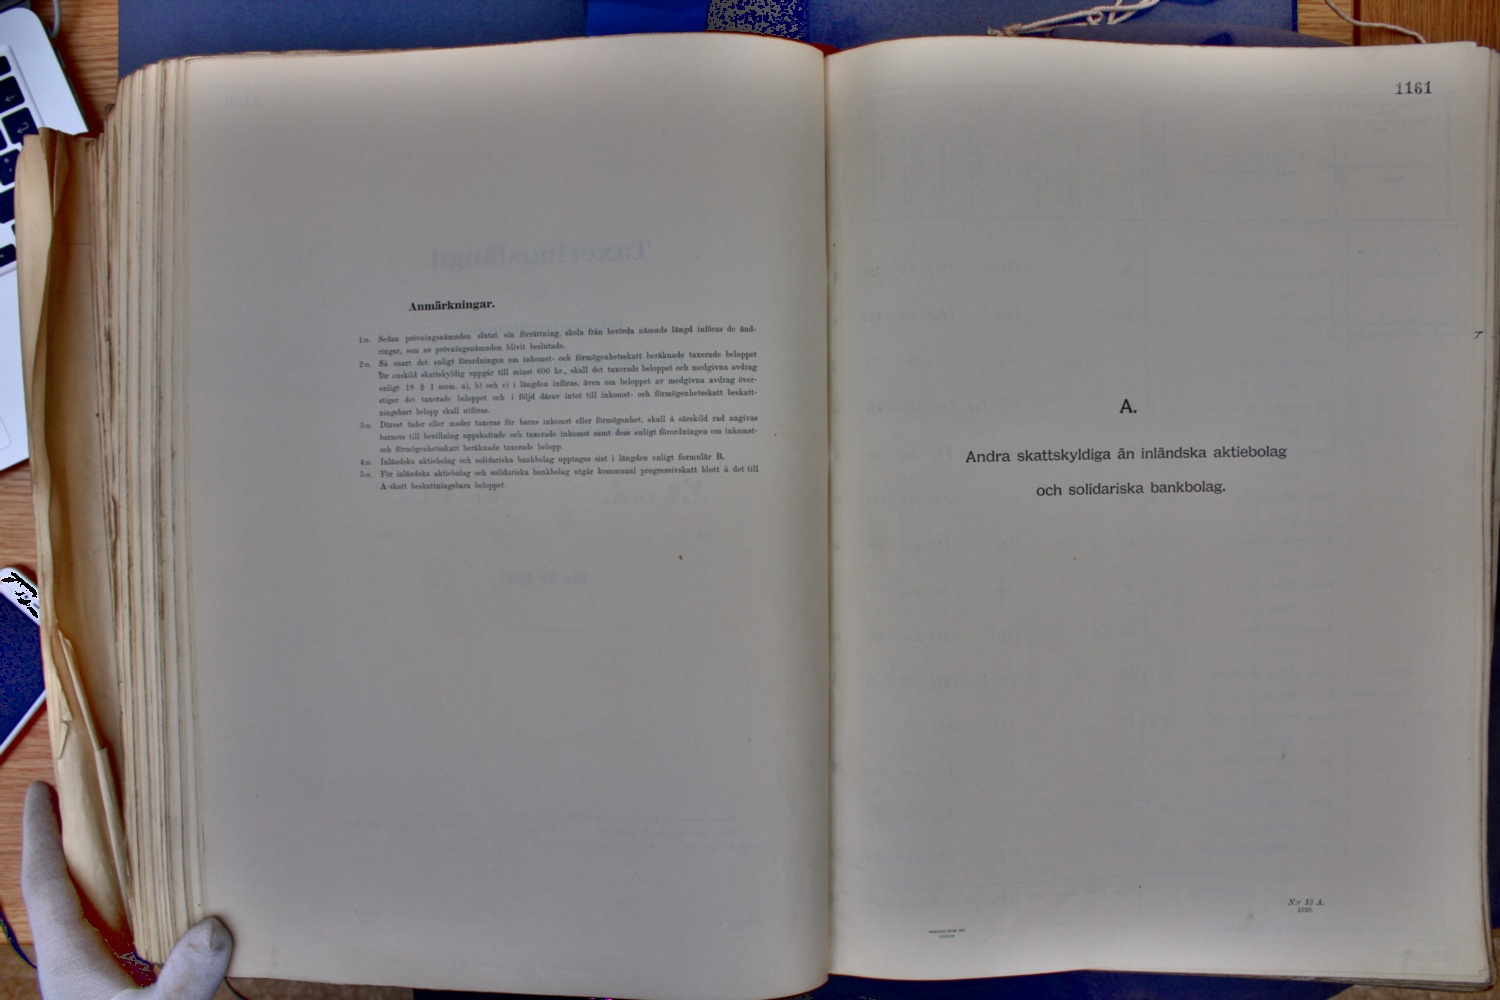 Anmärkningar.
1:o. Sedan prövningsnämnden slutat sin förrättning, skola från berörda nämnds längd införas de änd-
ringar, som av prövningsnämnden blivit beslutade.
2:o. Så snart det enligt förordningen om inkomst- och förmögenhetsskatt beräknade taxerade beloppet
för enskild skattskyldig uppgår till minst 600 kr., skall det taxerade beloppet och medgivna avdrag
enligt 18 § 1 mom. a), b) och c) i längden införas, även om beloppet av medgivna avdrag över-
stiger det taxerade beloppet och i följd därav intet till inkomst- och förmögenhetsskatt beskatt-
ningsbart belopp skall utföras.
3:o. Därest fader eller moder taxeras för barns inkomst eller förmögenhet, skall å särskild rad angivas
barnets till bevillning uppskattade och taxerade inkomst samt dess enligt förordningen om inkomst-
och förmögenhetsskatt beräknade taxerade belopp.
4:o. Inländska aktiebolag och solidariska bankbolag upptagas sist i längden enligt formulär B.
5:o. För inländska aktiebolag och solidariska bankbolag utgår kommunal progressivskatt blott å det till
A-skatt beskattningsbara beloppet.
1161
A.
Andra skattskyldiga än inländska aktiebolag
och solidariska bankbolag.
N:r 13 A.
1920.